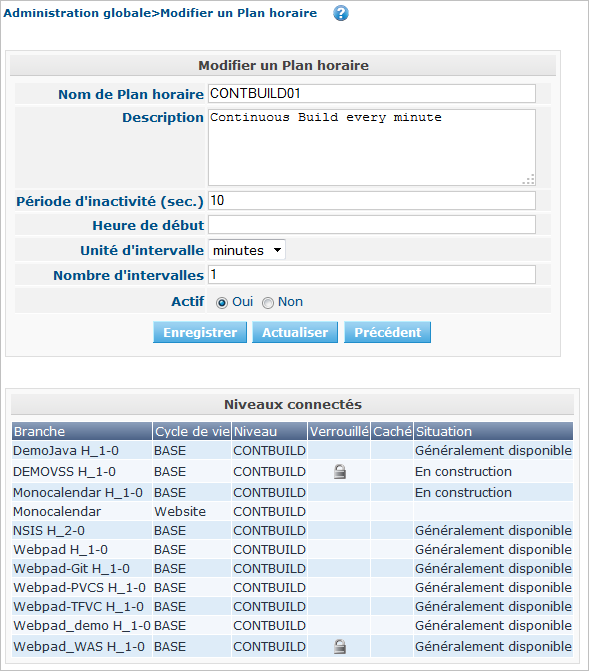 Administration globale>Modifier un Plan horaire ?
Modifier un Plan horaire
Nom de Plan horaire CONTBUILD01
Description Continuous Build every minute
Période d'inactivité (sec.) 10
Heure de début
Unité d'intervalle minutes
Nombre d'intervalles 1
Actif Oui Non
Enregistrer Actualiser Précédent
Niveaux connectés
Branche Cycle de vie Niveau Verrouillé Caché Situation
DemoJava H_1-0 BASE CONTBUILD Généralement disponible
DEMOVSS H_1-0 BASE CONTBUILD En construction
Monocalendar H_1-0 BASE CONTBUILD En construction
Monocalendar Website CONTBUILD
NSIS H_2-0 BASE CONTBUILD Généralement disponible
Webpad H_1-0 BASE CONTBUILD Généralement disponible
Webpad-Git H_1-0 BASE CONTBUILD Généralement disponible
Webpad-PVCS H_1-0 BASE CONTBUILD Généralement disponible
Webpad-TFVC H_1-0 BASE CONTBUILD Généralement disponible
Webpad_demo H_1-0 BASE CONTBUILD Généralement disponible
Webpad_WAS H_1-0 BASE CONTBUILD Généralement disponible